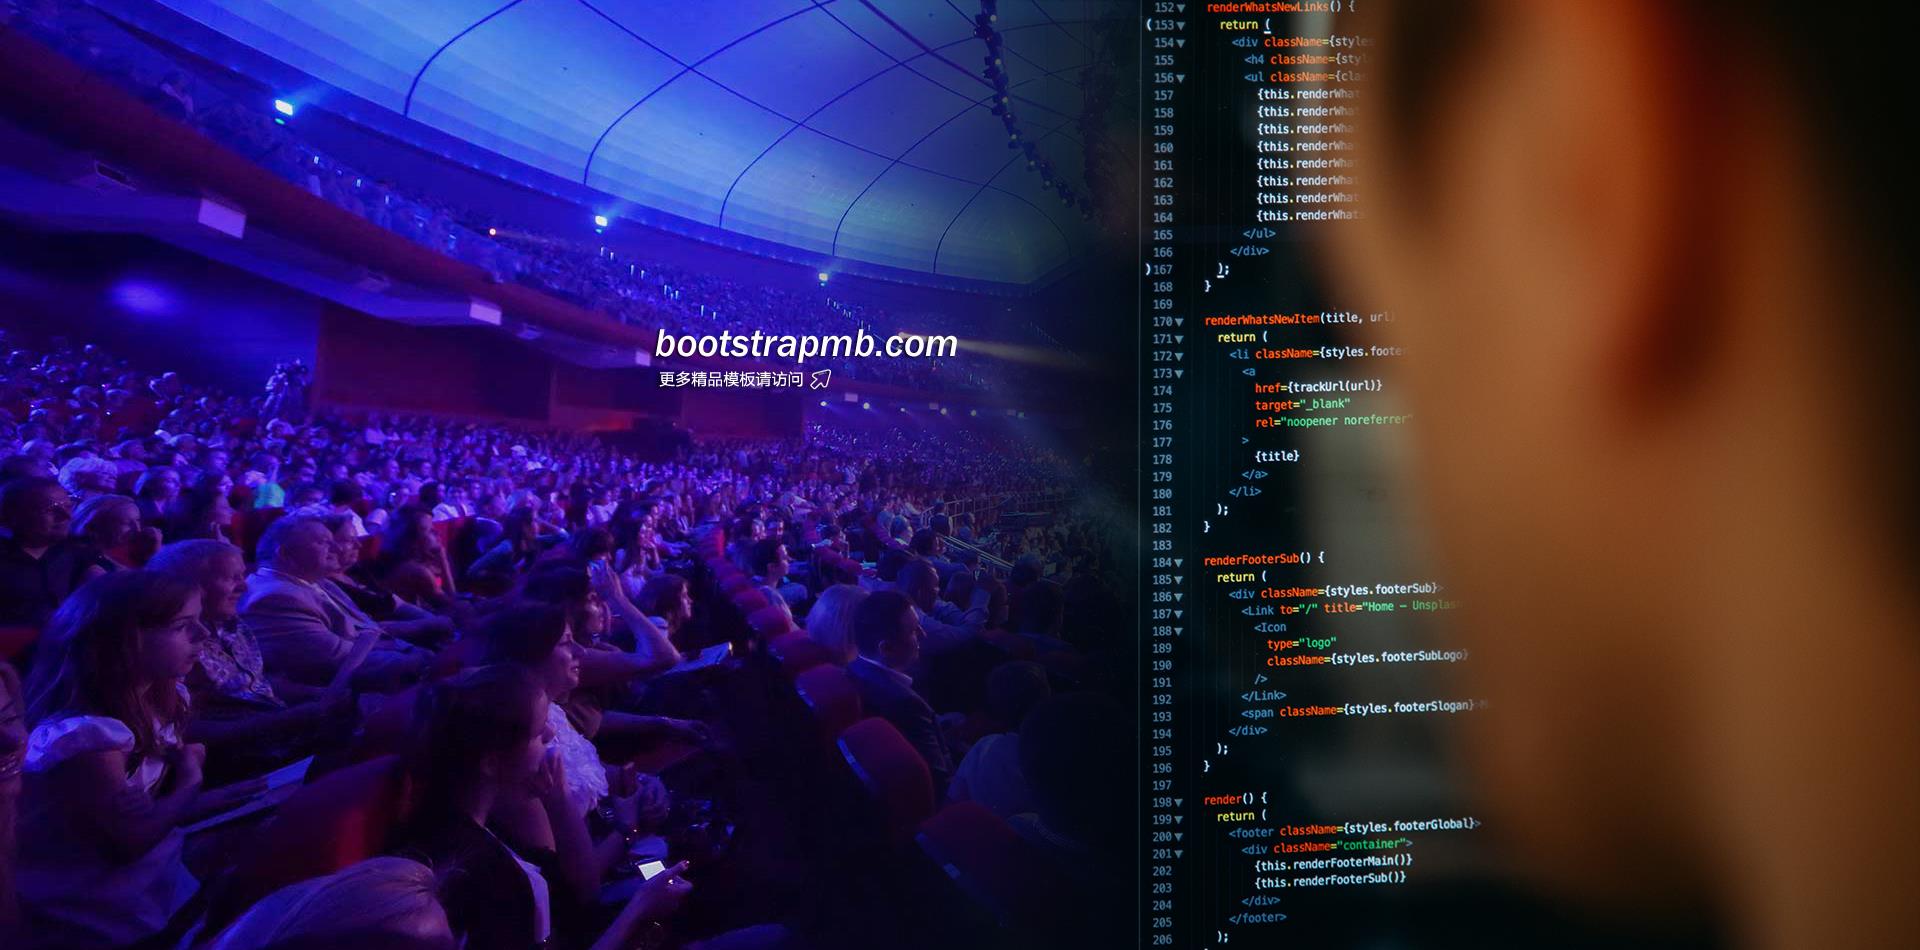 bootstrapmb.com
更多精品模板请访问
152 renderWhatsNewLinks() {
(153 return (
154 <div className={styles
155 <h4 className={sty
156 <ul className={cla
157 {this.renderWhat
158 {this.renderWha
159 {this.renderWha
160 {this.renderWha
161 {this.renderWhat
162 {this.renderWha
163 {this.renderWhat
164 {this.renderWhats
165 </ul>
166 </div>
)167 );
168 }
169
170 renderWhatsNewItem(title, url)
171 return (
172 <li className={styles.footer
173 <a
174 href={trackUrl(url)}
175 target="_blank"
176 rel="noopener noreferrer"
177 >
178 {title}
179 </a>
180 </li>
181 );
182 }
183
184 renderFooterSub() {
185 return (
186 <div className={styles.footerSub}>
187 <Link to="/" title="Home – Unsplash
188 <Icon
189 type="logo"
190 className={styles.footerSubLogo}
191 />
192 </Link>
193 <span className={styles.footerSlogan}>
194 </div>
195 );
196 }
197
198 render() {
199 return (
200 <footer className={styles.footerGlobal}>
201 <div className="container">
202 {this.renderFooterMain()}
203 {this.renderFooterSub()}
204 </div>
205 </footer>
206 );